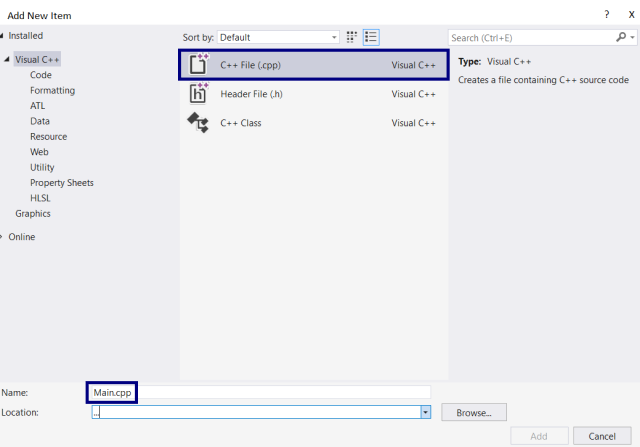 Add New Item ? X
Installed
Sort by: Default
Search (Ctrl+E)
Visual C++
Code
Formatting
ATL
Data
Resource
Web
Utility
Property Sheets
HLSL
Graphics
Online
C++ File (.cpp) Visual C++
Header File (.h) Visual C++
C++ Class Visual C++
Type: Visual C++
Creates a file containing C++ source code
Name: Main.cpp
Location: ...
Browse...
Add Cancel